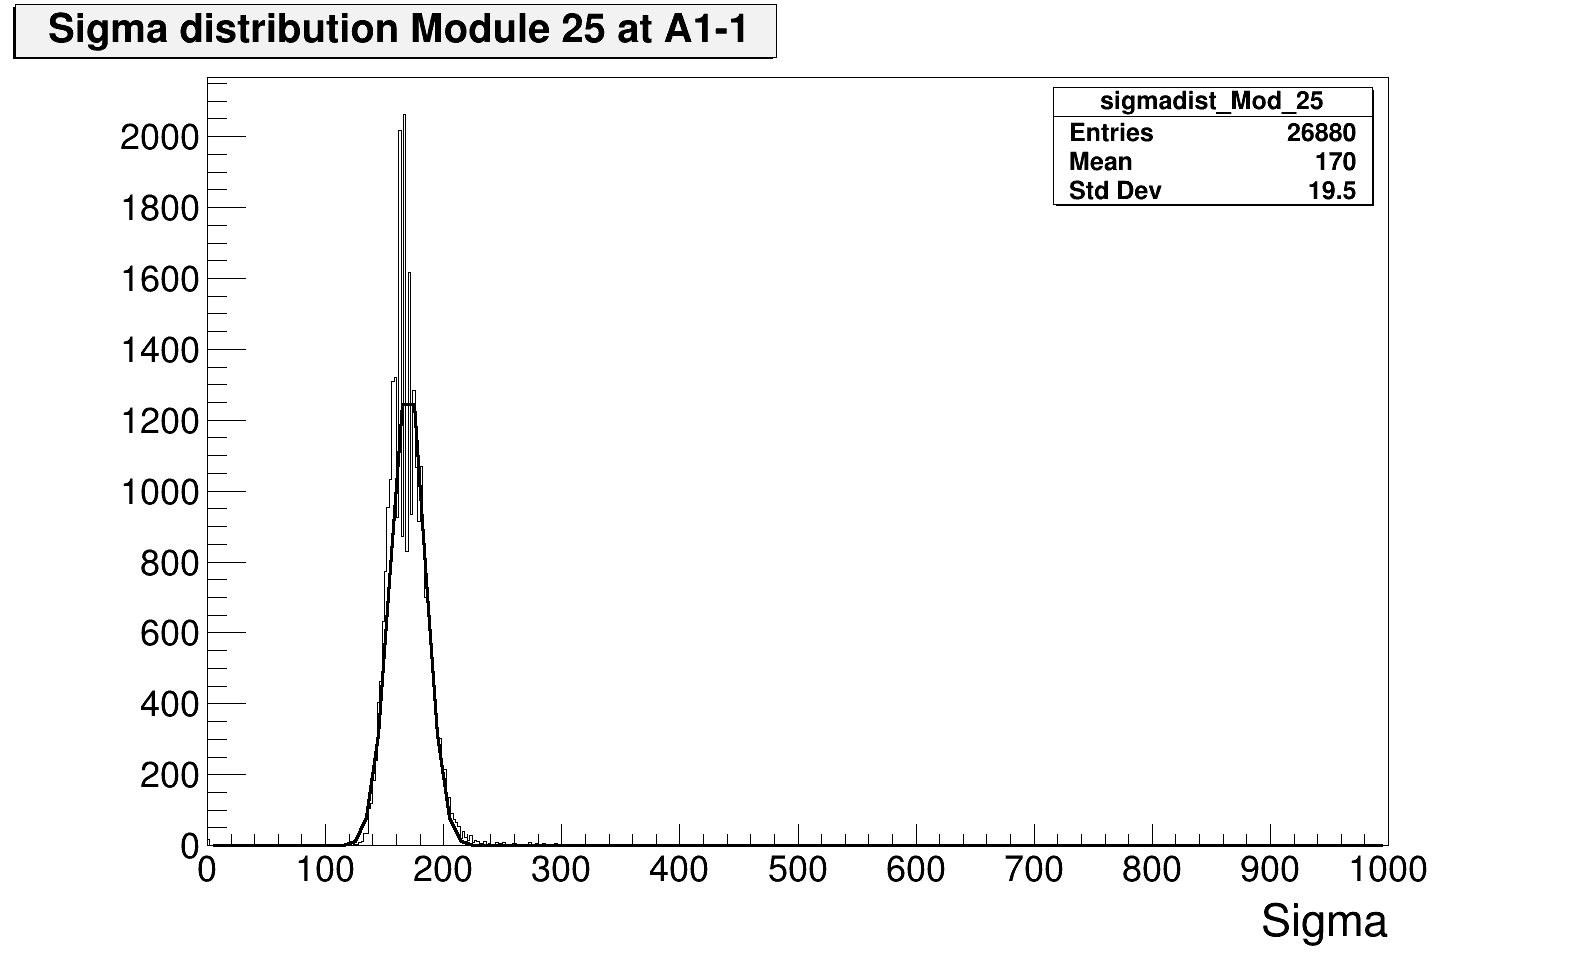 Sigma distribution Module 25 at A1-1
sigmadist_Mod_25
Entries 26880
Mean 170
Std Dev 19.5
2000
1800
1600
1400
1200
1000
800
600
400
200
0
0 100 200 300 400 500 600 700 800 900 1000
Sigma